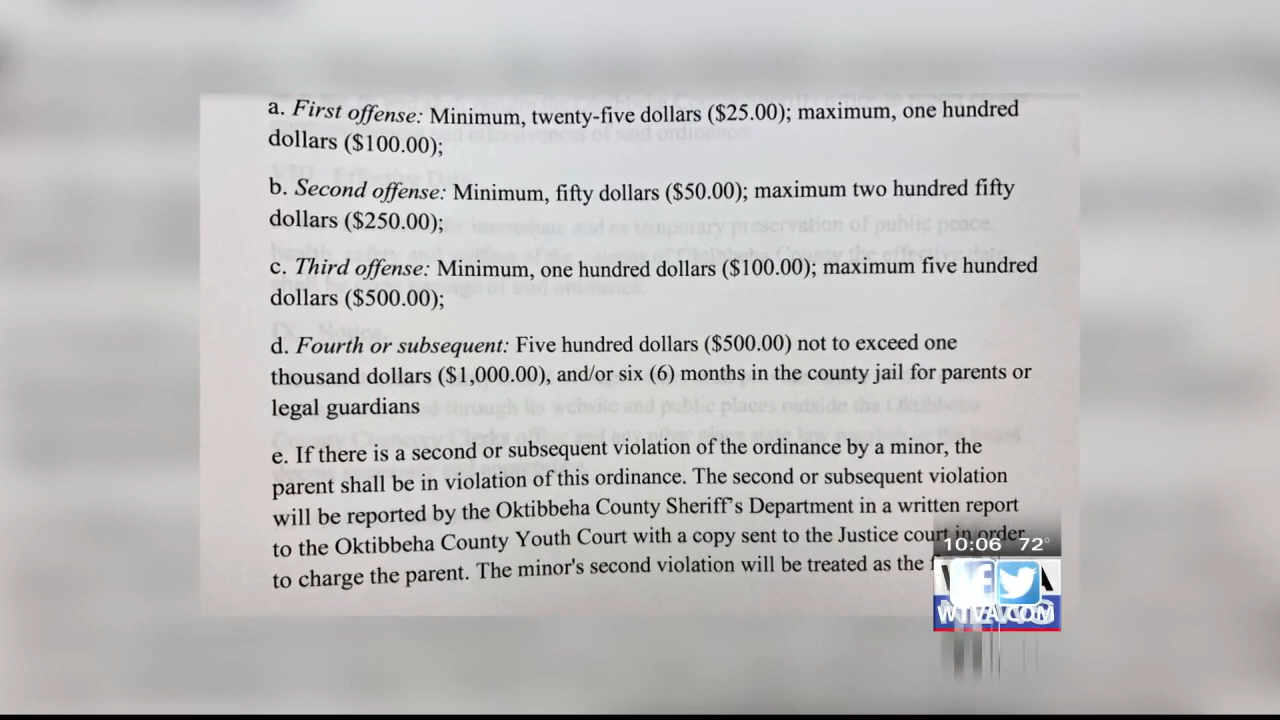 a. First offense: Minimum, twenty-five dollars ($25.00); maximum, one hundred
dollars ($100.00);
b. Second offense: Minimum, fifty dollars ($50.00); maximum two hundred fifty
dollars ($250.00);
c. Third offense: Minimum, one hundred dollars ($100.00); maximum five hundred
dollars ($500.00);
d. Fourth or subsequent: Five hundred dollars ($500.00) not to exceed one
thousand dollars ($1,000.00), and/or six (6) months in the county jail for parents or
legal guardians
e. If there is a second or subsequent violation of the ordinance by a minor, the
parent shall be in violation of this ordinance. The second or subsequent violation
will be reported by the Oktibbeha County Sheriff's Department in a written report
to the Oktibbeha County Youth Court with a copy sent to the Justice court in order
to charge the parent. The minor's second violation will be treated as the
10:06 72°
WTVA.COM